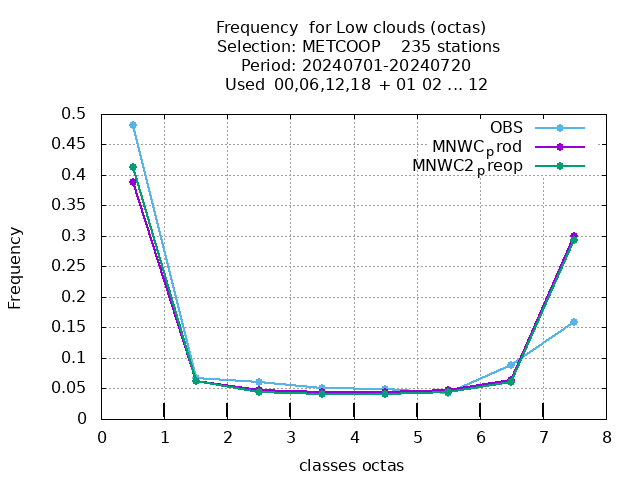 Frequency  for Low clouds (octas)
Selection: METCOOP    235 stations
Period: 20240701-20240720
Used  00,06,12,18 + 01 02 ... 12
0.5
0.45
0.4
0.35
0.3
0.25
0.2
0.15
0.1
0.05
0
Frequency
OBS
MNWCprod
MNWC2preop
0 1 2 3 4 5 6 7 8
classes octas